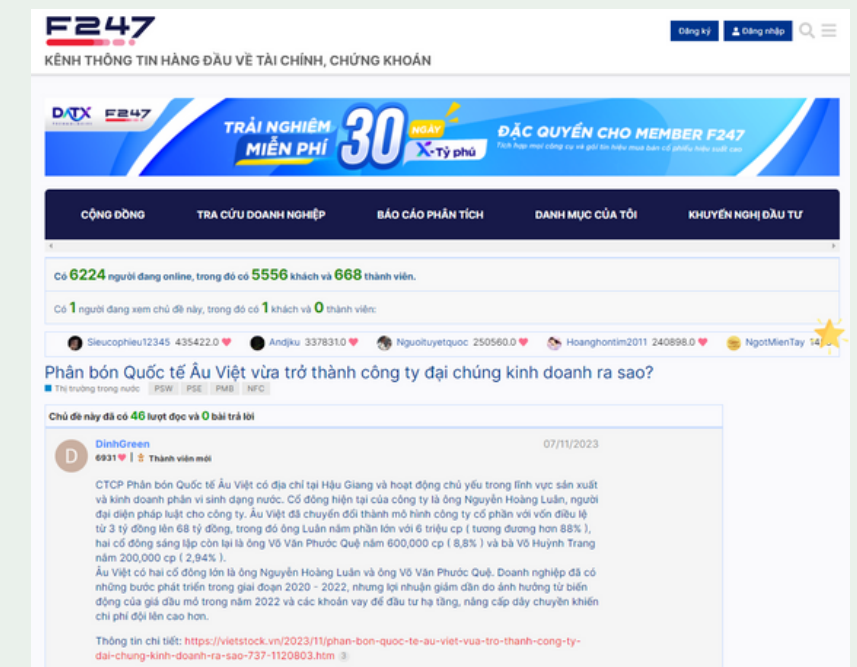 F247
Đăng ký
Đăng nhập
KÊNH THÔNG TIN HÀNG ĐẦU VỀ TÀI CHÍNH, CHỨNG KHOÁN
DATX F247
TRẢI NGHIỆM
MIỄN PHÍ
30
NGÀY
X-Tỷ phú
ĐẶC QUYỀN CHO MEMBER F247
Tích hợp mọi công cụ và gói tín hiệu mua bán cổ phiếu hiệu suất cao
CỘNG ĐỒNG TRA CỨU DOANH NGHIỆP BÁO CÁO PHÂN TÍCH DANH MỤC CỦA TÔI KHUYẾN NGHỊ ĐẦU TƯ
Có 6224 người đang online, trong đó có 5556 khách và 668 thành viên.
Có 1 người đang xem chủ đề này, trong đó có 1 khách và 0 thành viên:
Sieucophieu12345 435422.0 Andjku 337831.0 Nguoituyetquoc 250560.0 Hoanghontim2011 240898.0 NgotMienTay
Phân bón Quốc tế Âu Việt vừa trở thành công ty đại chúng kinh doanh ra sao?
Thị trường trong nước PSW PSE PMB NFC
Chủ đề này đã có 46 lượt đọc và 0 bài trả lời
D
DinhGreen 07/11/2023
6931 | Thành viên mới
CTCP Phân bón Quốc tế Âu Việt có địa chỉ tại Hậu Giang và hoạt động chủ yếu trong lĩnh vực sản xuất
và kinh doanh phân vi sinh dạng nước. Cổ đông hiện tại của công ty là ông Nguyễn Hoàng Luân, người
đại diện pháp luật cho công ty. Âu Việt đã chuyển đổi thành mô hình công ty cổ phần với vốn điều lệ
từ 3 tỷ đồng lên 68 tỷ đồng, trong đó ông Luân nắm phần lớn với 6 triệu cp ( tương đương hơn 88% ),
hai cổ đông sáng lập còn lại là ông Võ Văn Phước Quệ nắm 600,000 cp ( 8,8% ) và bà Võ Huỳnh Trang
nắm 200,000 cp ( 2,94% ).
Âu Việt có hai cổ đông lớn là ông Nguyễn Hoàng Luân và ông Võ Văn Phước Quệ. Doanh nghiệp đã có
những bước phát triển trong giai đoạn 2020 - 2022, nhưng lợi nhuận giảm dần do ảnh hưởng từ biến
động của giá dầu mỏ trong năm 2022 và các khoản vay để đầu tư hạ tầng, nâng cấp dây chuyền khiến
chi phí đội lên cao hơn.
Thông tin chi tiết: https://vietstock.vn/2023/11/phan-bon-quoc-te-au-viet-vua-tro-thanh-cong-ty-
dai-chung-kinh-doanh-ra-sao-737-1120803.htm 3